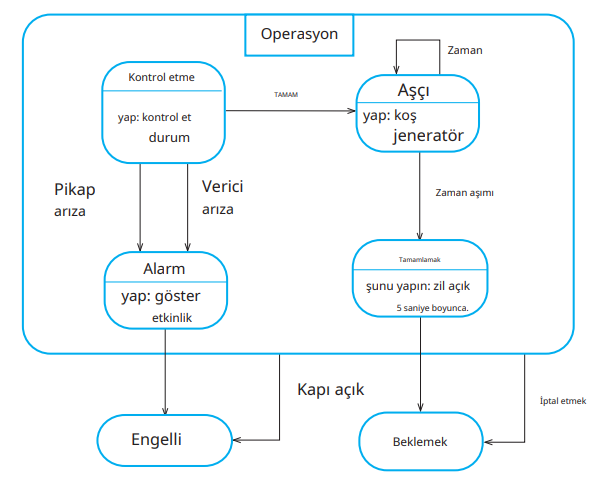 Operasyon
Kontrol etme
yap: kontrol et
durum
TAMAM
Zaman
Aşçı
yap: koş
jeneratör
Pikap
arıza
Verici
arıza
Zaman aşımı
Alarm
yap: göster
etkinlik
Tamamlamak
şunu yapın: zil açık
5 saniye boyunca.
Kapı açık
İptal etmek
Engelli
Beklemek